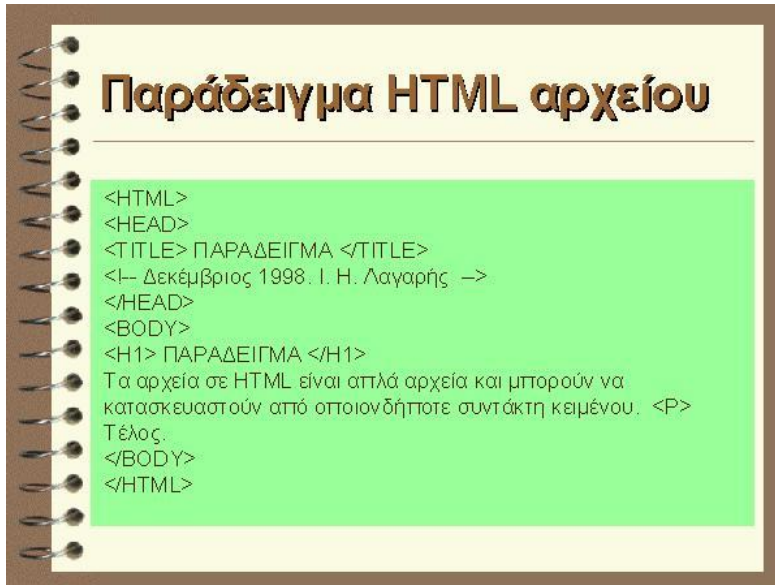 Παράδειγμα HTML αρχείου
<HTML>
<HEAD>
<TITLE> ΠΑΡΑΔΕΙΓΜΑ </TITLE>
<!-- Δεκέμβριος 1998. Ι. Η. Λαγαρής -->
</HEAD>
<BODY>
<H1> ΠΑΡΑΔΕΙΓΜΑ </H1>
Τα αρχεία σε HTML είναι απλά αρχεία και μπορούν να
κατασκευαστούν από οποιονδήποτε συντάκτη κειμένου. <P>
Τέλος.
</BODY>
</HTML>